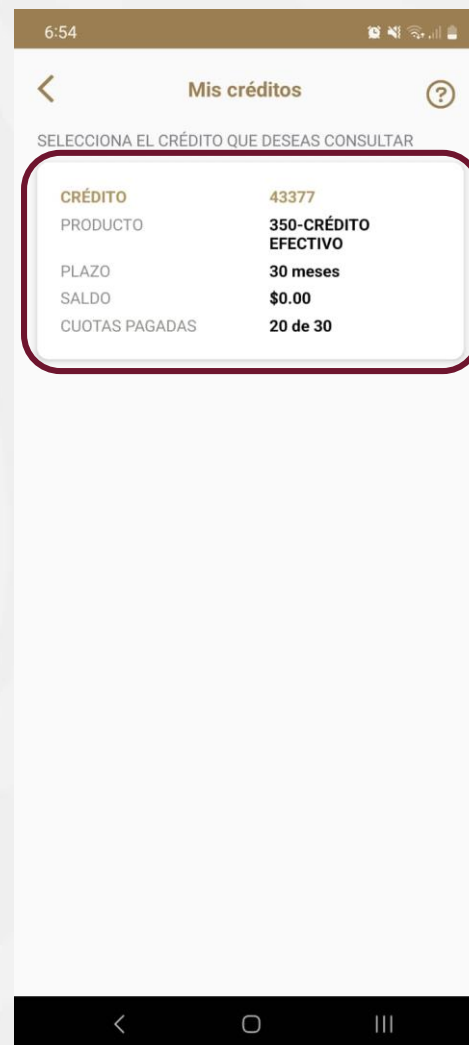 6:54
Mis créditos
SELECCIONA EL CRÉDITO QUE DESEAS CONSULTAR
CRÉDITO 43377
PRODUCTO 350-CRÉDITO
EFECTIVO
PLAZO 30 meses
SALDO $0.00
CUOTAS PAGADAS 20 de 30